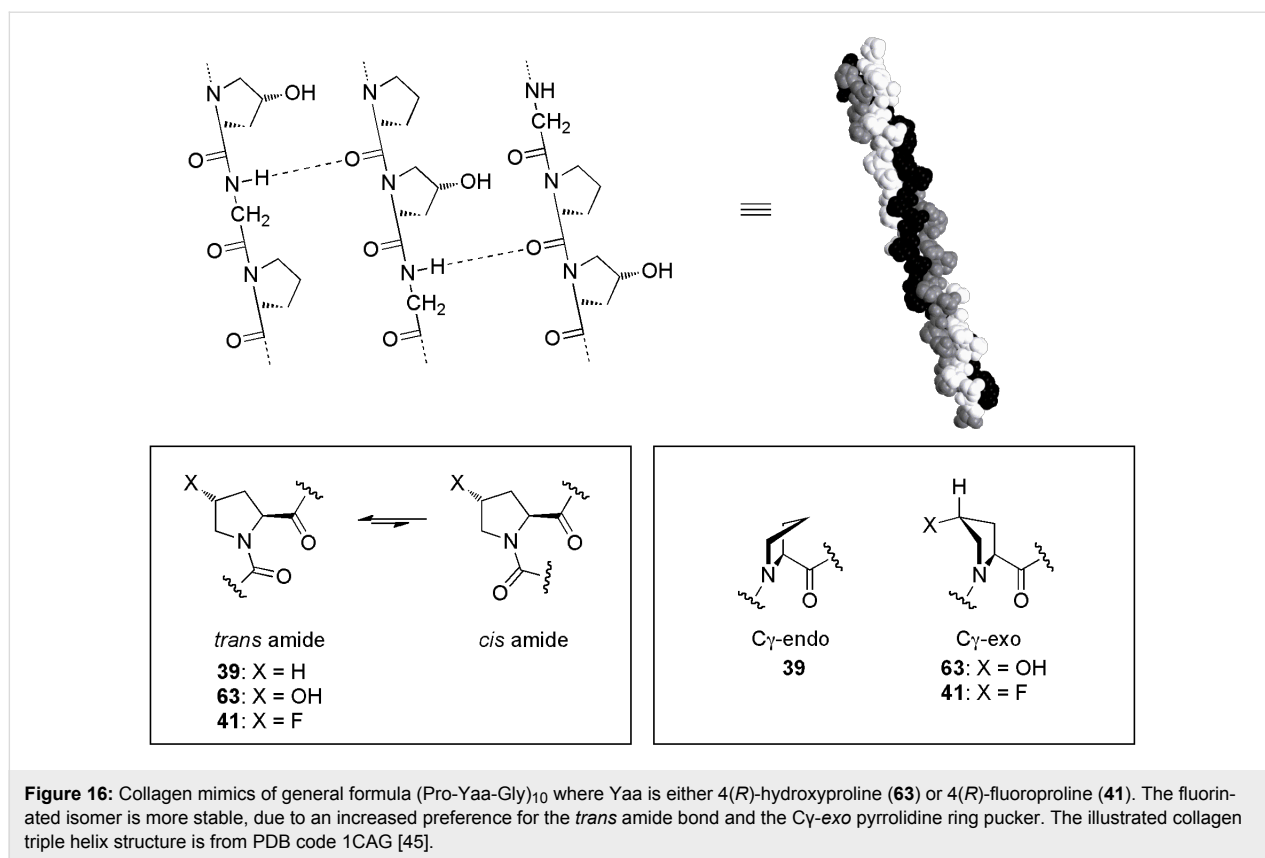 N
OH
O
N
H
CH2
O
N
O
N
O
N
OH
O
N
H
CH2
O
NH
CH2
O
N
O
N
OH
O
≡
X
N
O
O
trans amide
39: X = H
63: X = OH
41: X = F
X
N
O
O
cis amide
N
O
Cγ-endo
39
H
X
N
O
Cγ-exo
63: X = OH
41: X = F
Figure 16: Collagen mimics of general formula (Pro-Yaa-Gly)10 where Yaa is either 4(R)-hydroxyproline (63) or 4(R)-fluoroproline (41). The fluorin-
ated isomer is more stable, due to an increased preference for the trans amide bond and the Cγ-exo pyrrolidine ring pucker. The illustrated collagen
triple helix structure is from PDB code 1CAG [45].